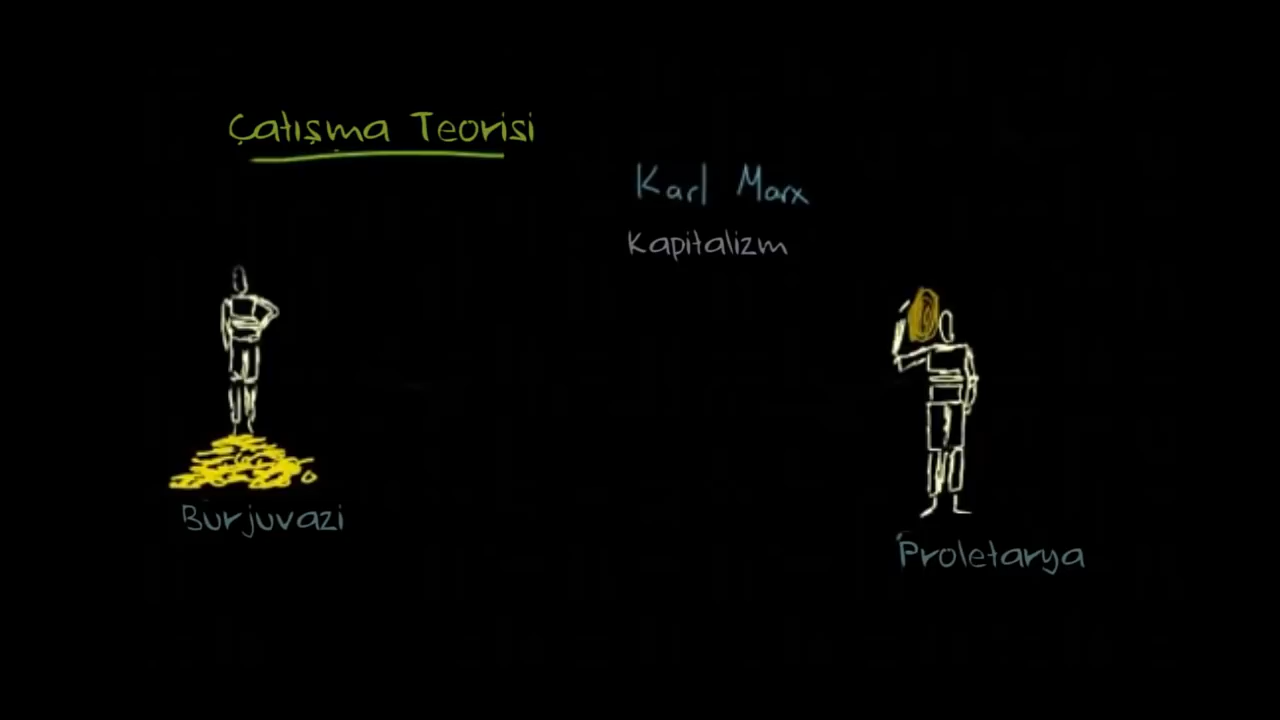 Çatışma Teorisi
Karl Marx
Kapitalizm
Burjuvazi
Proletarya